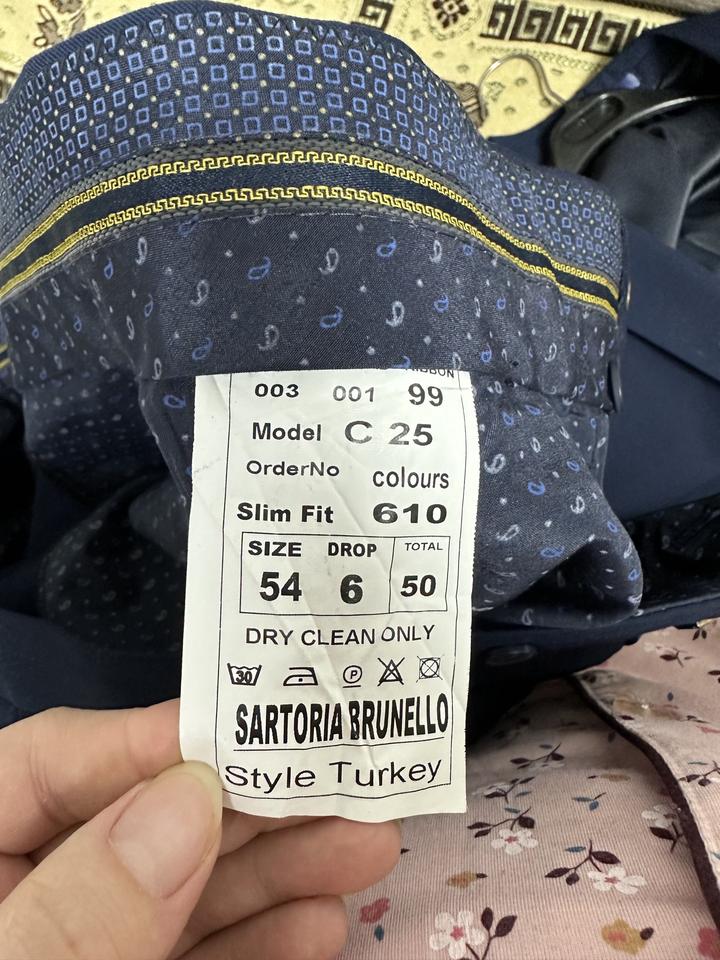 003 001 99
Model C 25
OrderNo colours
Slim Fit 610
SIZE DROP TOTAL
54 6 50
DRY CLEAN ONLY
30 P
SARTORIA BRUNELLO
Style Turkey